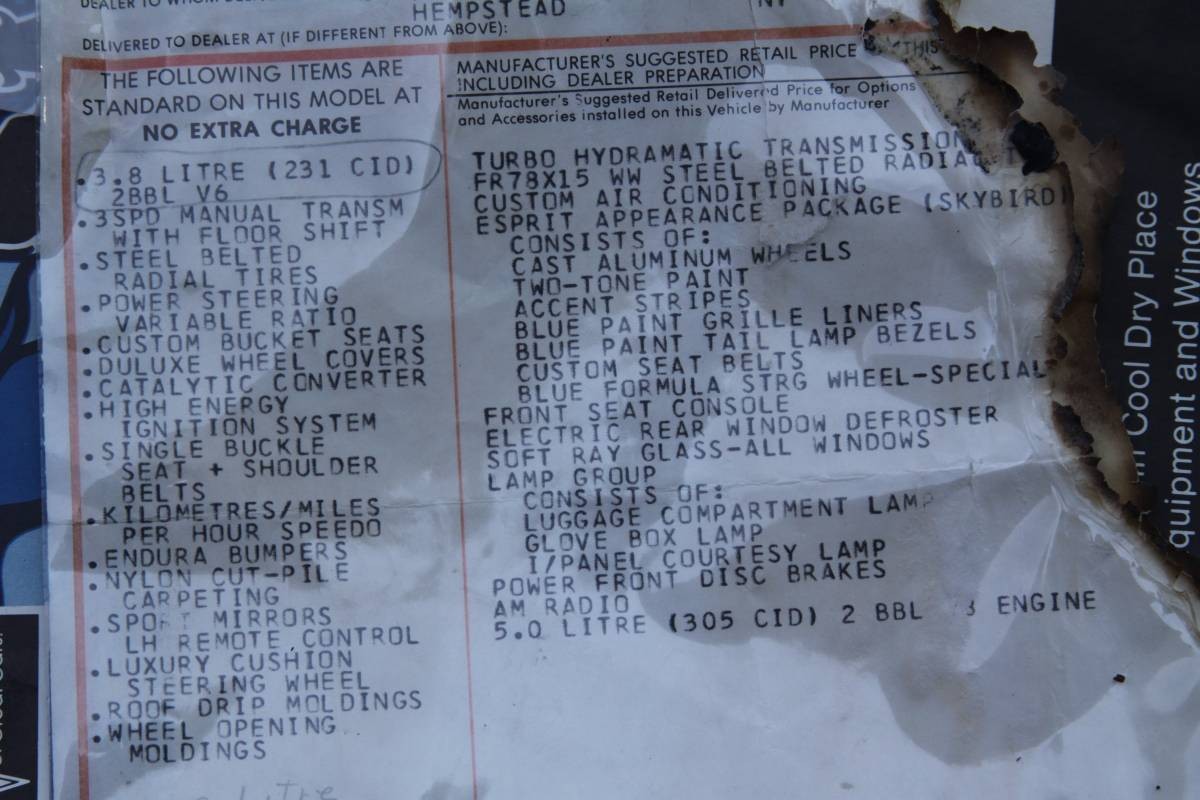 HEMPSTEAD NY
DELIVERED TO DEALER AT (IF DIFFERENT FROM ABOVE):
THE FOLLOWING ITEMS ARE
STANDARD ON THIS MODEL AT
NO EXTRA CHARGE
.3.8 LITRE (231 CID)
2BBL V6
.3SPD MANUAL TRANSM
WITH FLOOR SHIFT
.STEEL BELTED
RADIAL TIRES
.POWER STEERING
VARIABLE RATIO
.CUSTOM BUCKET SEATS
.DULUXE WHEEL COVERS
.CATALYTIC CONVERTER
.HIGH ENERGY
IGNITION SYSTEM
.SINGLE BUCKLE
SEAT + SHOULDER
BELTS
.KILOMETRES/MILES
PER HOUR SPEEDO
.ENDURA BUMPERS
.NYLON CUT-PILE
CARPETING
.SPORT MIRRORS
LH REMOTE CONTROL
.LUXURY CUSHION
STEERING WHEEL
.ROOF DRIP MOLDINGS
.WHEEL OPENING
MOLDINGS
Litre
MANUFACTURER'S SUGGESTED RETAIL PRICE THIS
INCLUDING DEALER PREPARATION
Manufacturer's Suggested Retail Delivered Price for Options
and Accessories installed on this Vehicle by Manufacturer
TURBO HYDRAMATIC TRANSMISSION
FR78X15 WW STEEL BELTED RADIAL
CUSTOM AIR CONDITIONING
ESPRIT APPEARANCE PACKAGE (SKYBIRD)
CONSISTS OF:
CAST ALUMINUM WHEELS
TWO-TONE PAINT
ACCENT STRIPES
BLUE PAINT GRILLE LINERS
BLUE PAINT TAIL LAMP BEZELS
CUSTOM SEAT BELTS
BLUE FORMULA STRG WHEEL-SPECIAL
FRONT SEAT CONSOLE
ELECTRIC REAR WINDOW DEFROSTER
SOFT RAY GLASS-ALL WINDOWS
LAMP GROUP
CONSISTS OF:
LUGGAGE COMPARTMENT LAMP
GLOVE BOX LAMP
I/PANEL COURTESY LAMP
POWER FRONT DISC BRAKES
AM RADIO
5.0 LITRE (305 CID) 2 BBL ENGINE
in Cool Dry Place
quipment and Windows